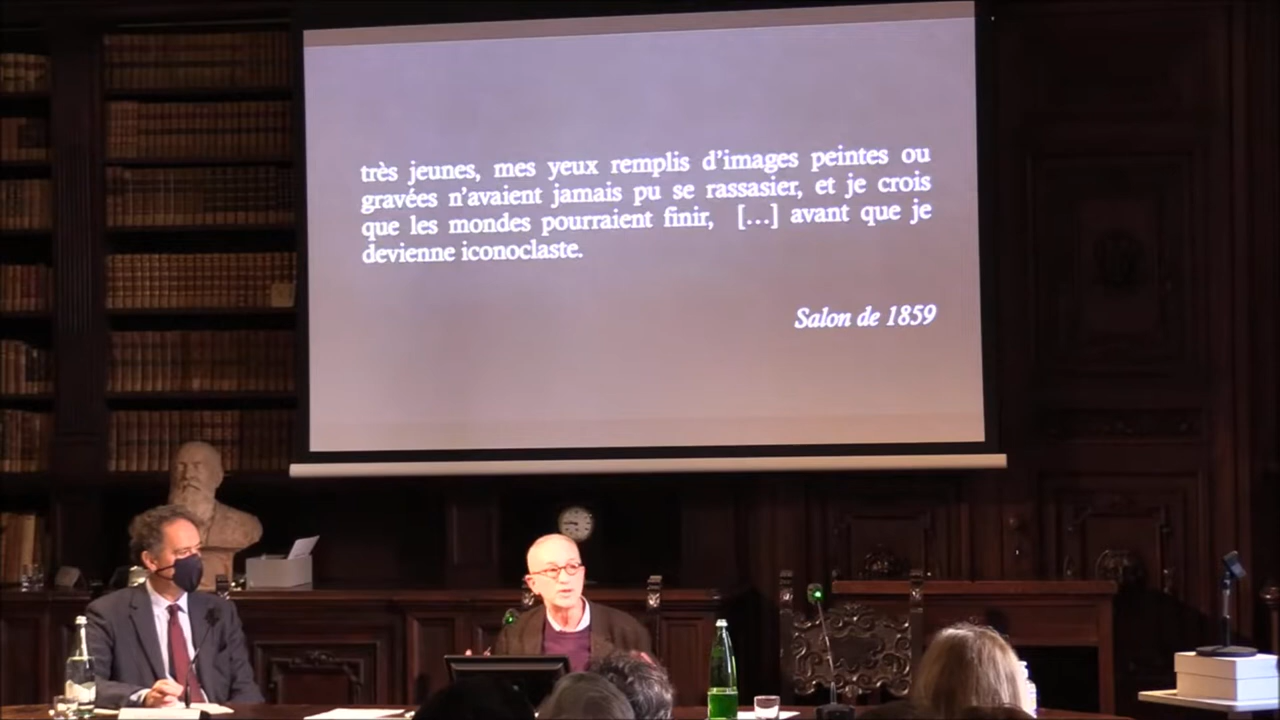 très jeunes, mes yeux remplis d'images peintes ou
gravées n'avaient jamais pu se rassasier, et je crois
que les mondes pourraient finir, […] avant que je
devienne iconoclaste.
Salon de 1859